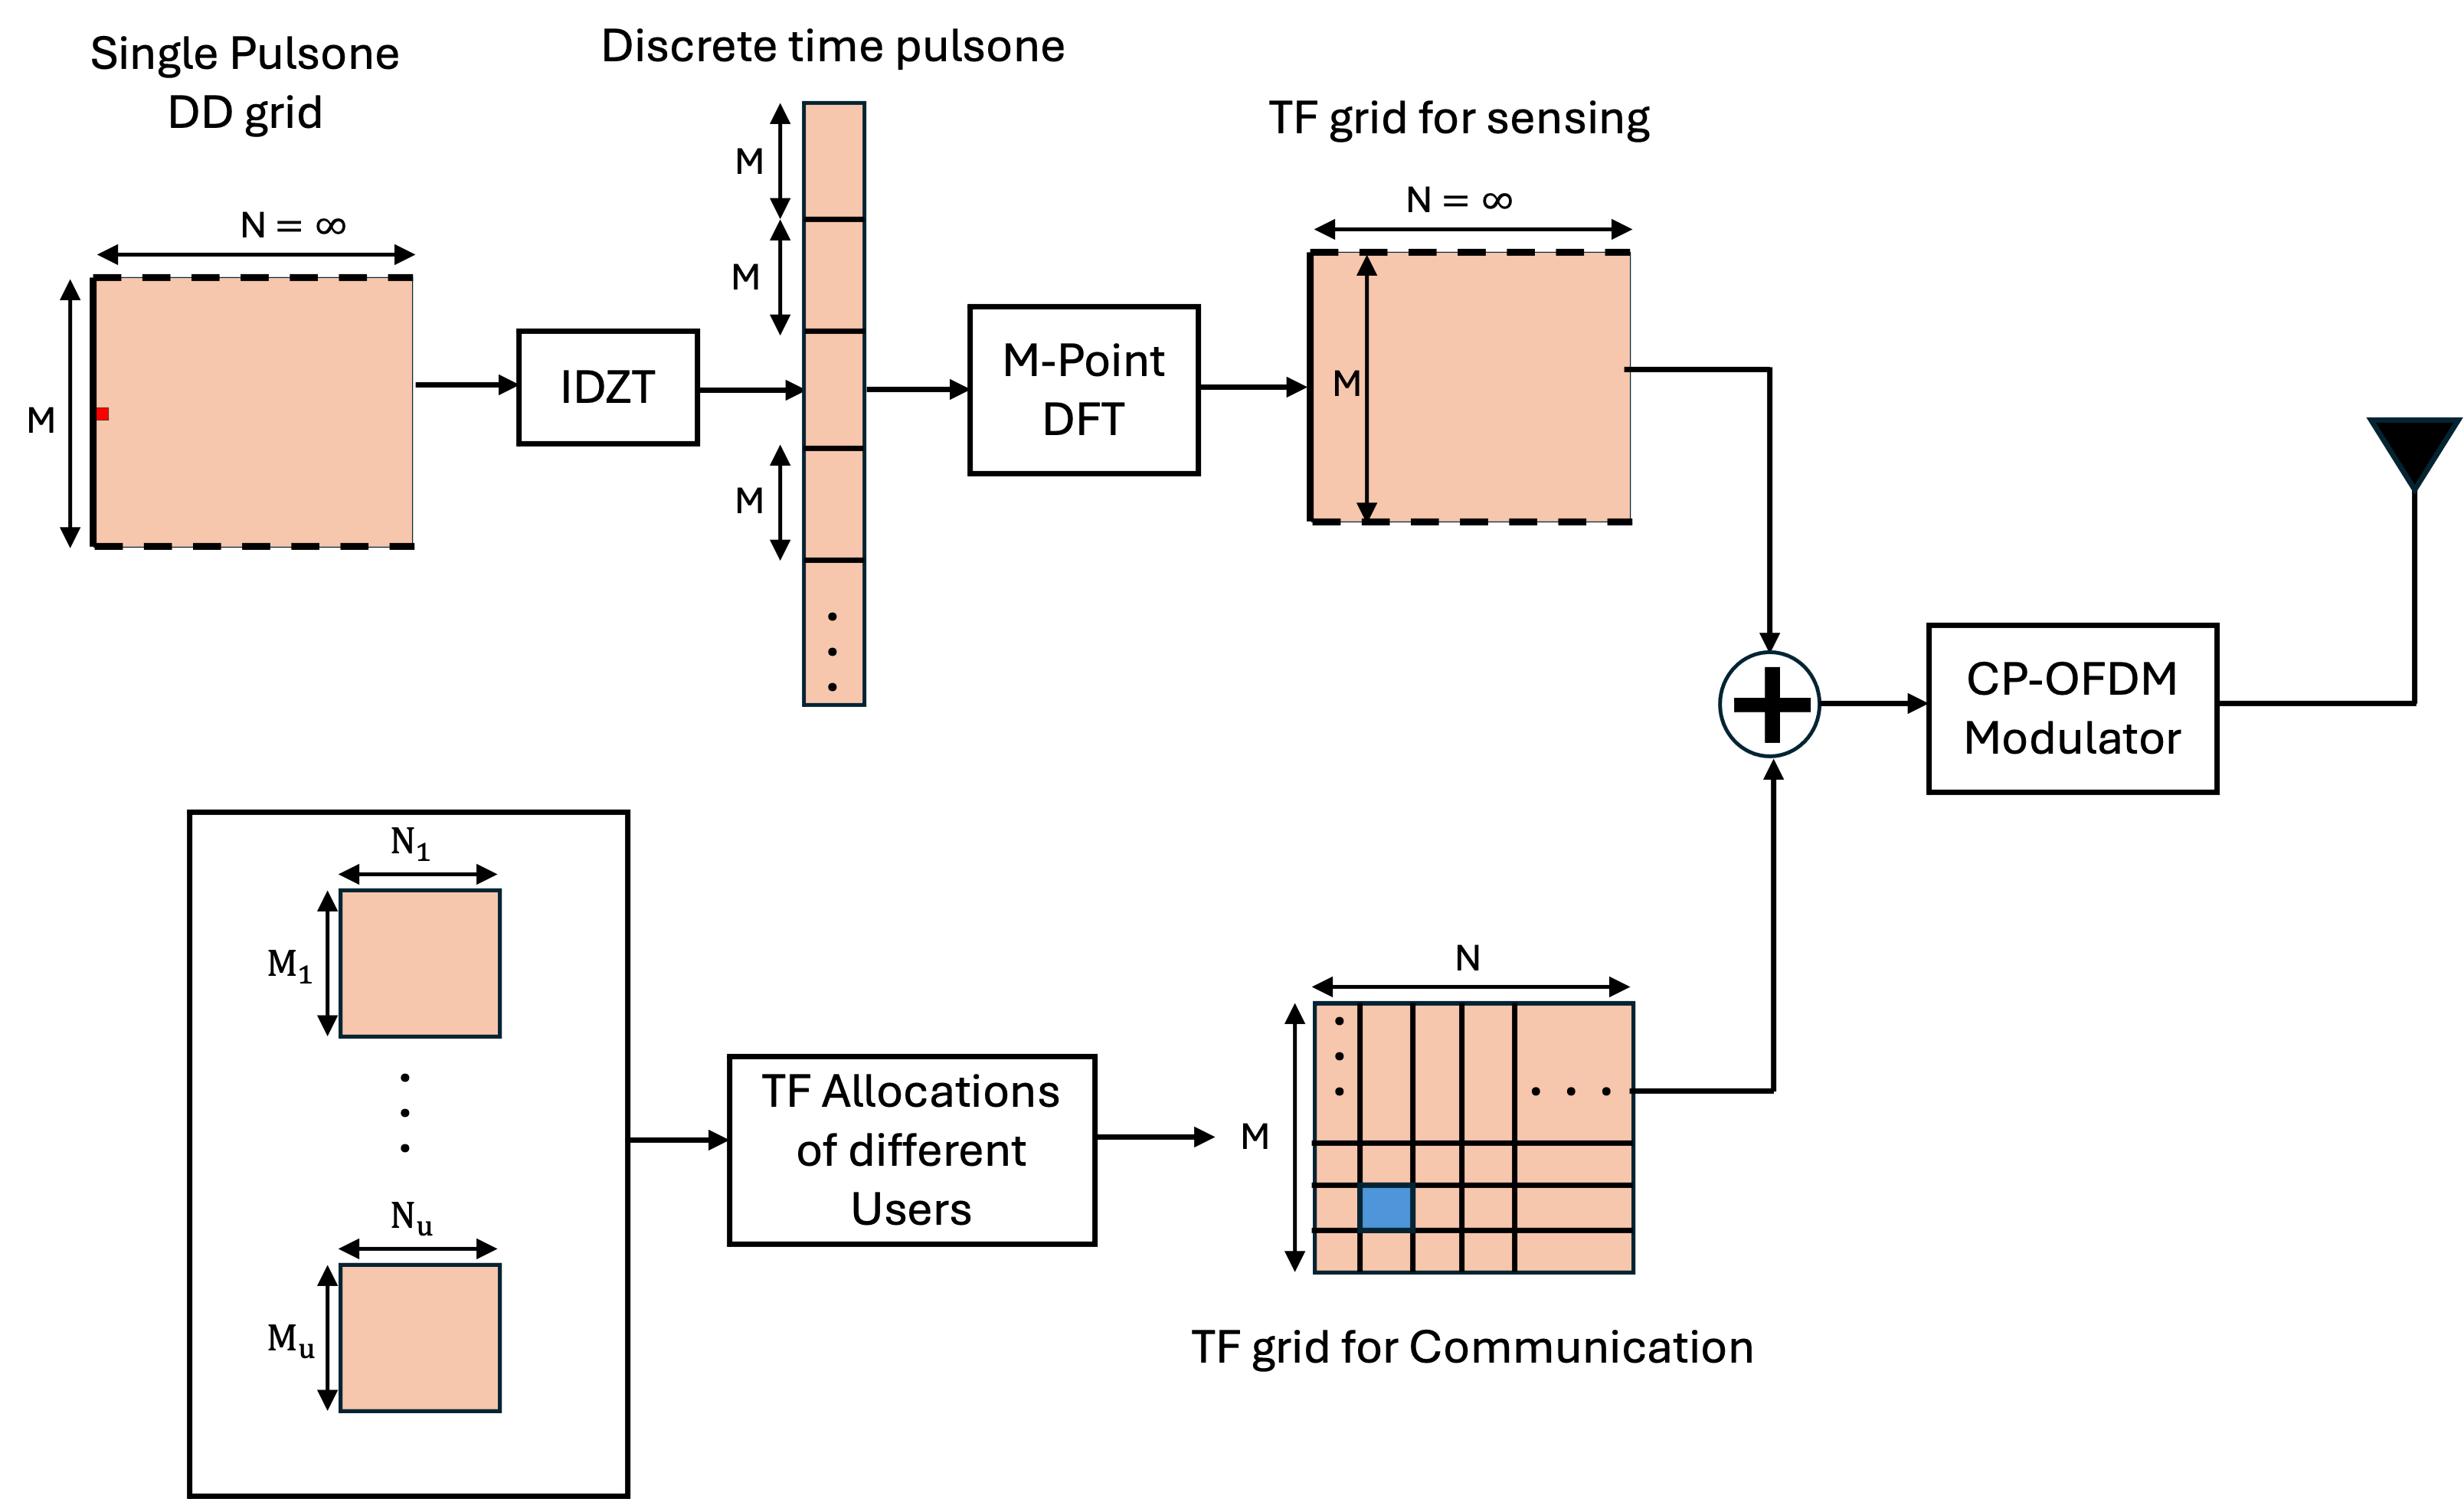 Single Pulsone
DD grid
N = ∞
M
IDZT
Discrete time pulsone
M
M
M
M-Point
DFT
TF grid for sensing
N = ∞
M
CP-OFDM
Modulator
N₁
M₁
Nᵤ
Mᵤ
TF Allocations
of different
Users
N
M
TF grid for Communication